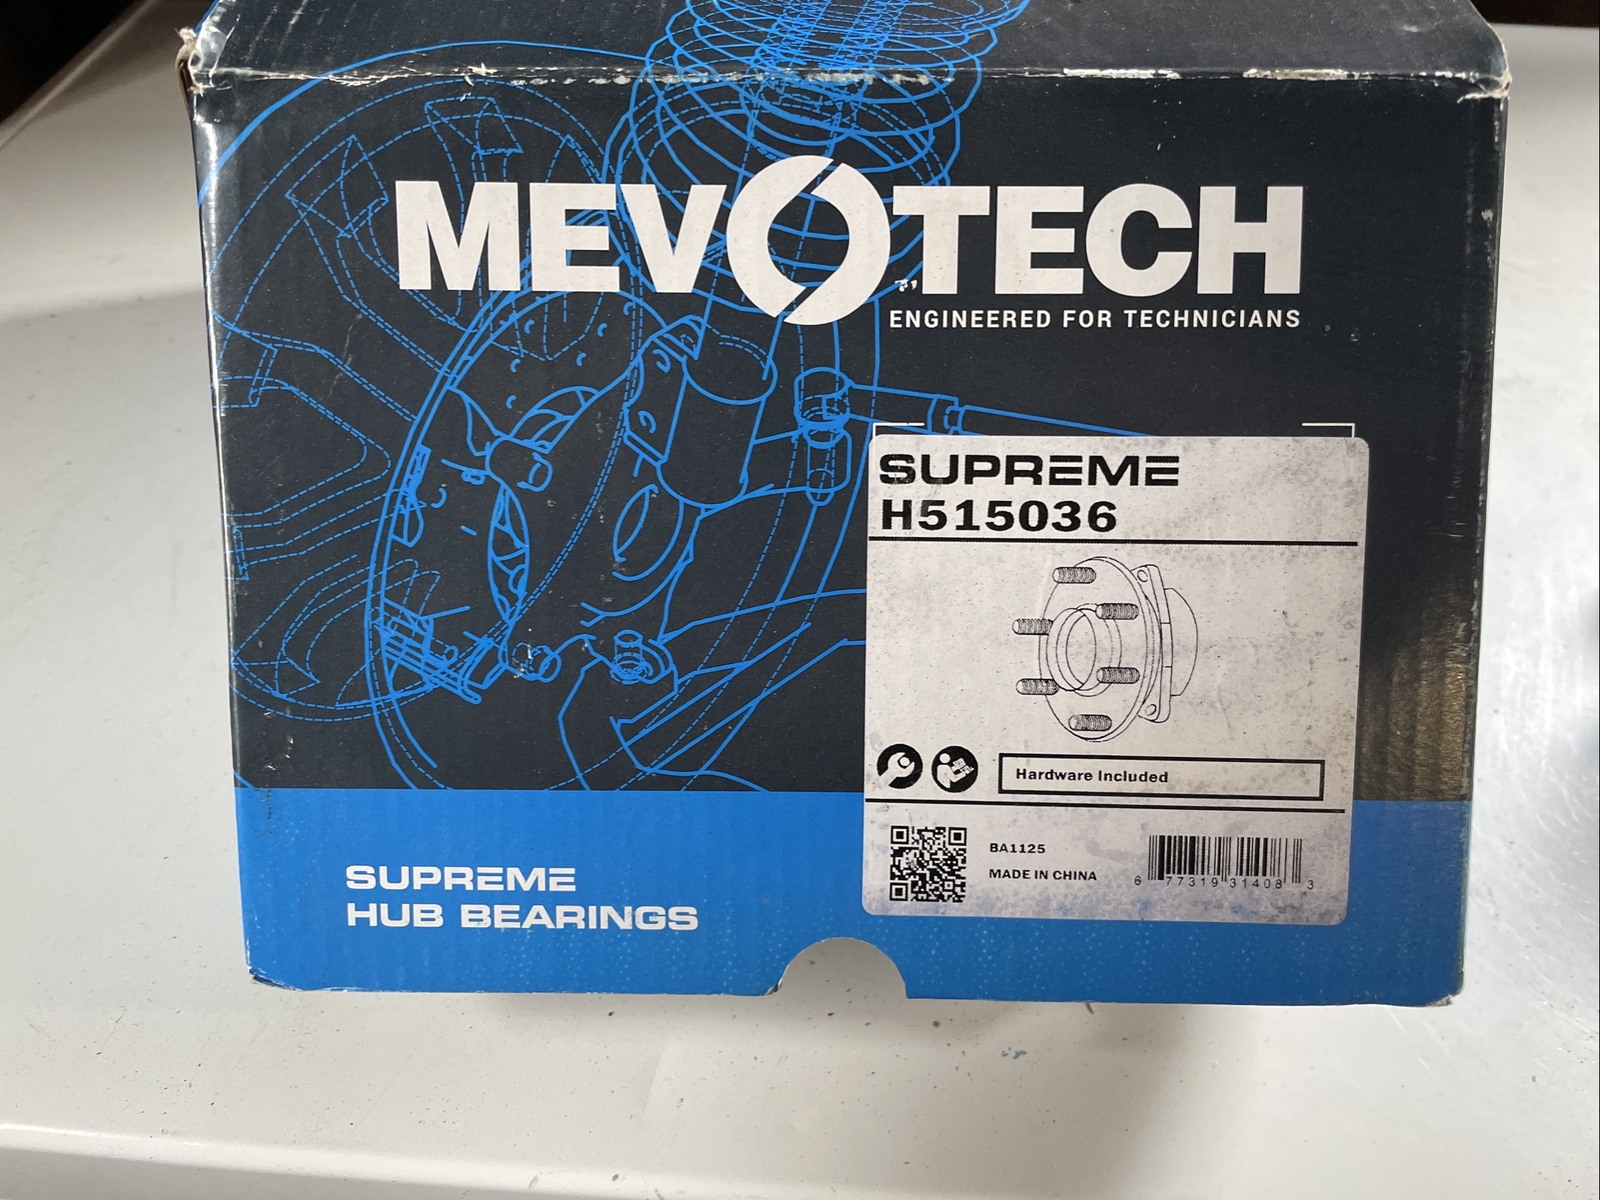 MEVOTECH
ENGINEERED FOR TECHNICIANS
SUPREME
H515036
Hardware Included
BA1125
MADE IN CHINA
6 77319 31408 3
SUPREME
HUB BEARINGS